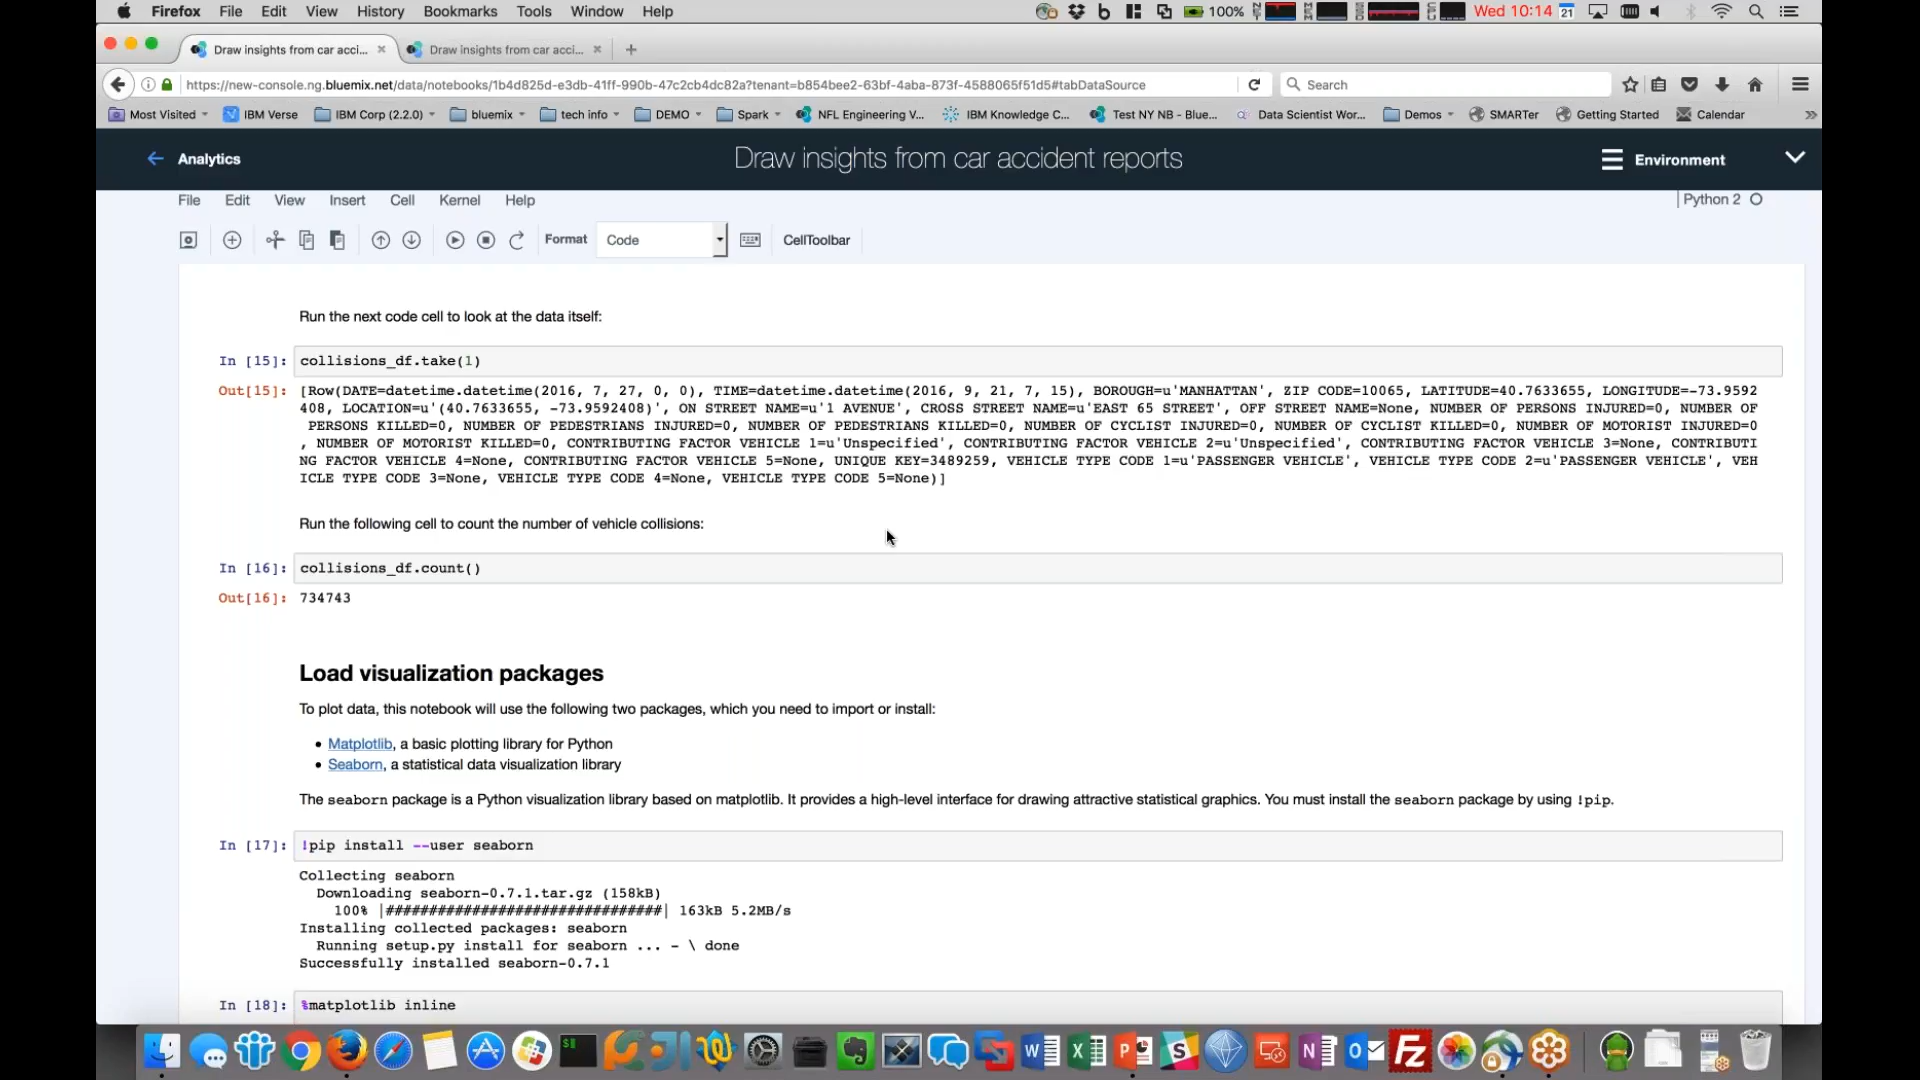 Firefox File Edit View History Bookmarks Tools Window Help 100% Wed 10:14 21
Draw insights from car acci... Draw insights from car acci...
https://new-console.ng.bluemix.net/data/notebooks/1b4d825d-e3db-41ff-990b-47c2cb4dc82a?tenant=b854bee2-63bf-4aba-873f-4588065f51d5#tabDataSource Search
Most Visited IBM Verse IBM Corp (2.2.0) bluemix tech info DEMO Spark NFL Engineering V... IBM Knowledge C... Test NY NB - Blue... Data Scientist Wor... Demos SMARTer Getting Started Calendar
Analytics Draw insights from car accident reports Environment
File Edit View Insert Cell Kernel Help Python 2
Format Code CellToolbar
Run the next code cell to look at the data itself:
In [15]: collisions_df.take(1)
Out[15]: [Row(DATE=datetime.datetime(2016, 7, 27, 0, 0), TIME=datetime.datetime(2016, 9, 21, 7, 15), BOROUGH=u'MANHATTAN', ZIP CODE=10065, LATITUDE=40.7633655, LONGITUDE=-73.9592
408, LOCATION=u'(40.7633655, -73.9592408)', ON STREET NAME=u'1 AVENUE', CROSS STREET NAME=u'EAST 65 STREET', OFF STREET NAME=None, NUMBER OF PERSONS INJURED=0, NUMBER OF
PERSONS KILLED=0, NUMBER OF PEDESTRIANS INJURED=0, NUMBER OF PEDESTRIANS KILLED=0, NUMBER OF CYCLIST INJURED=0, NUMBER OF CYCLIST KILLED=0, NUMBER OF MOTORIST INJURED=0
, NUMBER OF MOTORIST KILLED=0, CONTRIBUTING FACTOR VEHICLE 1=u'Unspecified', CONTRIBUTING FACTOR VEHICLE 2=u'Unspecified', CONTRIBUTING FACTOR VEHICLE 3=None, CONTRIBUTI
NG FACTOR VEHICLE 4=None, CONTRIBUTING FACTOR VEHICLE 5=None, UNIQUE KEY=3489259, VEHICLE TYPE CODE 1=u'PASSENGER VEHICLE', VEHICLE TYPE CODE 2=u'PASSENGER VEHICLE', VEH
ICLE TYPE CODE 3=None, VEHICLE TYPE CODE 4=None, VEHICLE TYPE CODE 5=None)]
Run the following cell to count the number of vehicle collisions:
In [16]: collisions_df.count()
Out[16]: 734743
Load visualization packages
To plot data, this notebook will use the following two packages, which you need to import or install:
• Matplotlib, a basic plotting library for Python
• Seaborn, a statistical data visualization library
The seaborn package is a Python visualization library based on matplotlib. It provides a high-level interface for drawing attractive statistical graphics. You must install the seaborn package by using !pip.
In [17]: !pip install --user seaborn
Collecting seaborn
Downloading seaborn-0.7.1.tar.gz (158kB)
100% |################################| 163kB 5.2MB/s
Installing collected packages: seaborn
Running setup.py install for seaborn ... - \ done
Successfully installed seaborn-0.7.1
In [18]: %matplotlib inline